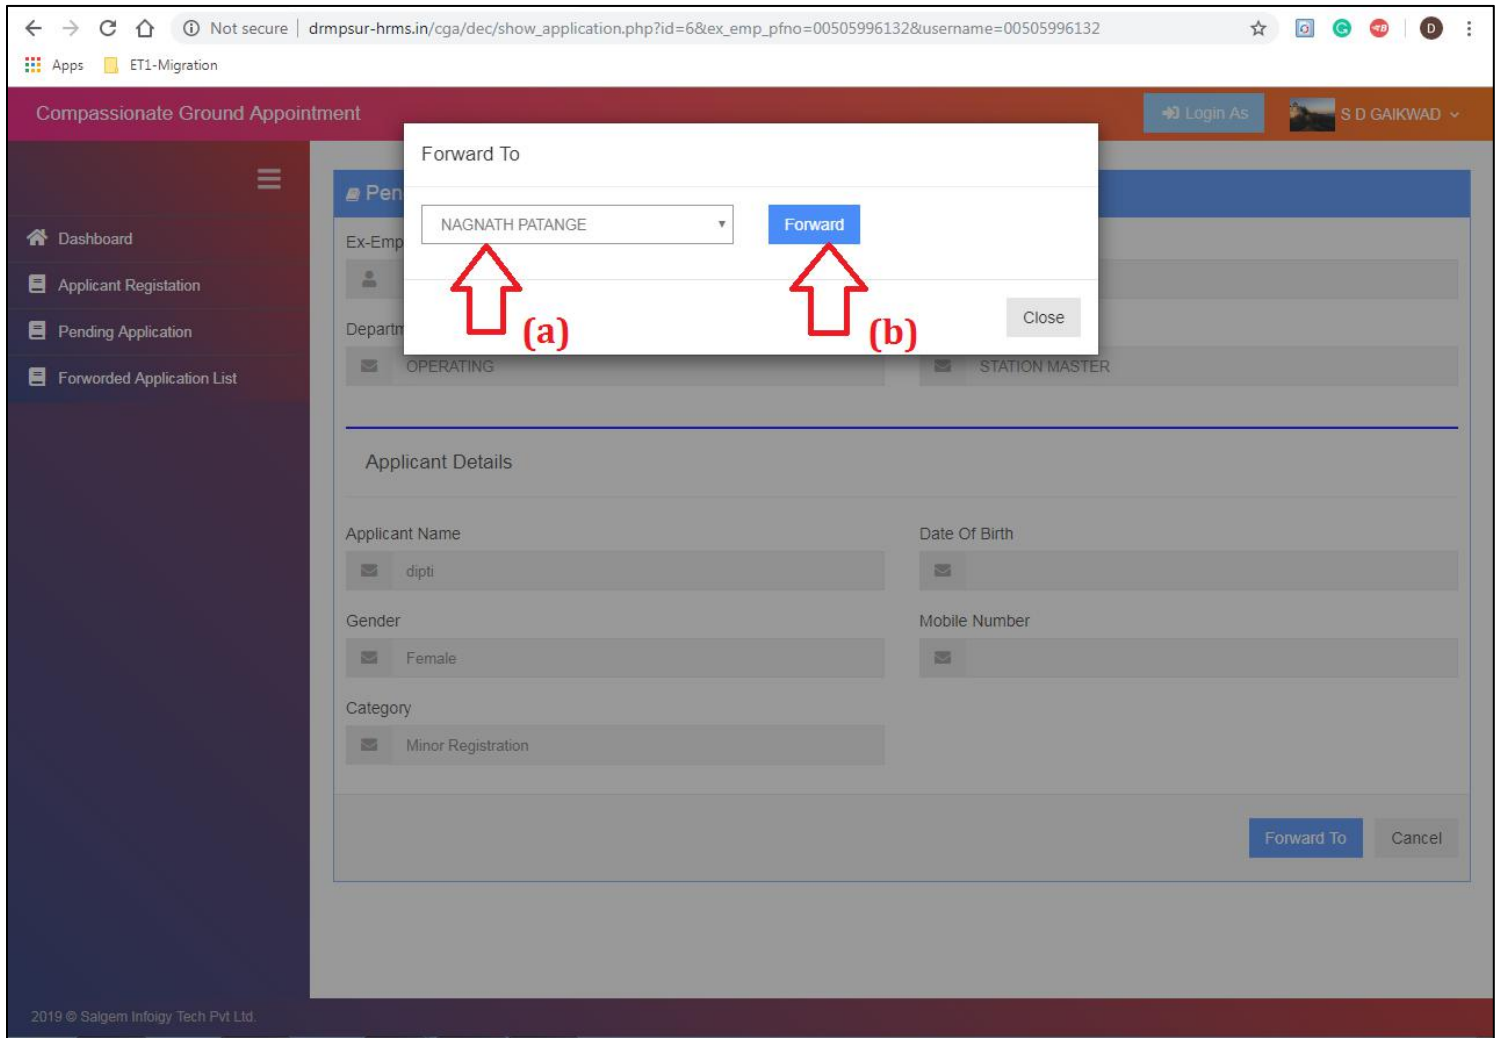 Not secure | drmpsur-hrms.in/cga/dec/show_application.php?id=6&ex_emp_pfno=00505996132&username=00505996132
D
Apps ET1-Migration
Compassionate Ground Appointment
Login As
S D GAIKWAD
Forward To
Pen
NAGNATH PATANGE
Forward
Dashboard
Ex-Emp
Applicant Registation
(a)
(b)
Close
Pending Application
Departm
OPERATING
STATION MASTER
Forworded Application List
Applicant Details
Applicant Name
Date Of Birth
dipti
Gender
Mobile Number
Female
Category
Minor Registration
Forward To
Cancel
2019 © Salgem Infoigy Tech Pvt Ltd.